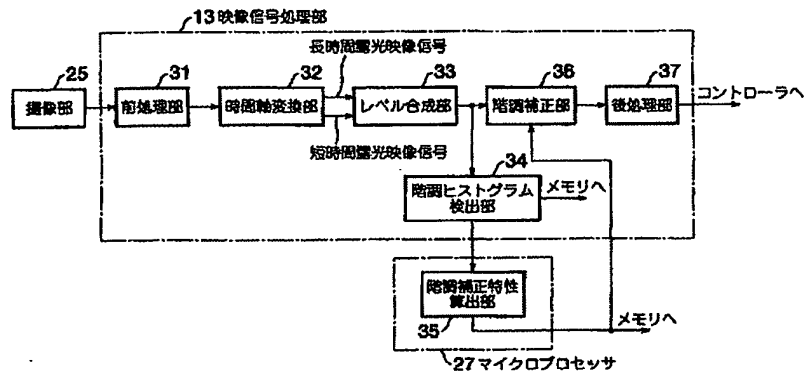 13 映像信号処理部
長時間露光映像信号
25
31
32
33
36
37
撮像部
前処理部
時間軸変換部
レベル合成部
階調補正部
後処理部
コントローラへ
短時間露光映像信号
34
階調ヒストグラム
検出部
メモリへ
階調補正特性
算出部
35
メモリへ
27 マイクロプロセッサ